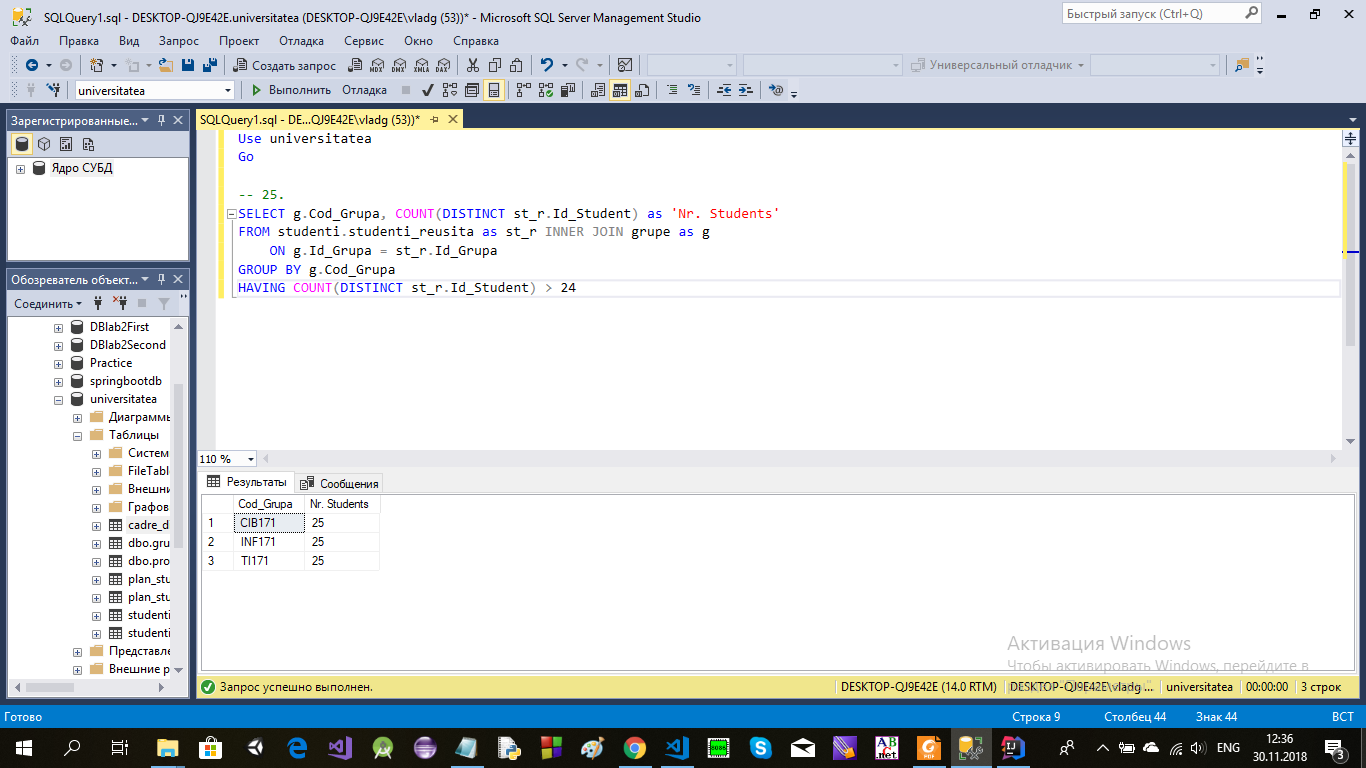 SQLQuery1.sql - DESKTOP-QJ9E42E.universitatea (DESKTOP-QJ9E42E\vladg (53))* - Microsoft SQL Server Management Studio
Быстрый запуск (Ctrl+Q)
Файл Правка Вид Запрос Проект Отладка Сервис Окно Справка
Создать запрос MDX DMX XMLA DAX Универсальный отладчик
universitatea Выполнить Отладка
Зарегистрированные...
Ядро СУБД
Обозреватель объект...
Соединить
DBlab2First
DBlab2Second
Practice
springbootdb
universitatea
Диаграммы
Таблицы
Систем
FileTabl
Внешни
Графов
cadre_d
dbo.gru
dbo.pro
plan_stu
plan_stu
studenti
studenti
Представле
Внешние р
SQLQuery1.sql - DE...QJ9E42E\vladg (53))*
Use universitatea
Go
-- 25.
SELECT g.Cod_Grupa, COUNT(DISTINCT st_r.Id_Student) as 'Nr. Students'
FROM studenti.studenti_reusita as st_r INNER JOIN grupe as g
ON g.Id_Grupa = st_r.Id_Grupa
GROUP BY g.Cod_Grupa
HAVING COUNT(DISTINCT st_r.Id_Student) > 24
110 %
Результаты Сообщения
Cod_Grupa Nr. Students
1 CIB171 25
2 INF171 25
3 TI171 25
Активация Windows
Чтобы активировать Windows, перейдите в
Запрос успешно выполнен. DESKTOP-QJ9E42E (14.0 RTM) DESKTOP-QJ9E42E\vladg ... universitatea 00:00:00 3 строк
Готово Строка 9 Столбец 44 Знак 44 ВСТ
ENG 12:36
30.11.2018 3